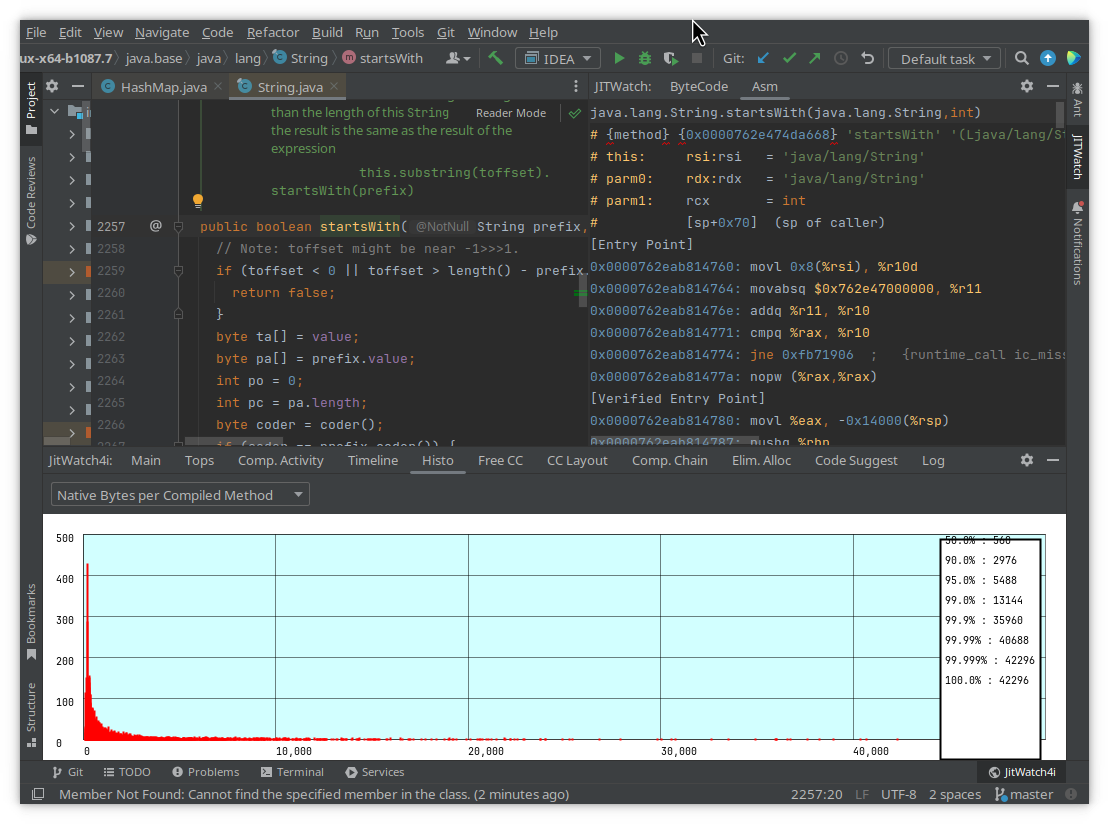 File Edit View Navigate Code Refactor Build Run Tools Git Window Help
ux-x64-b1087.7 java.base java lang String startsWith IDEA Git: Default task
Project
Code Reviews
Bookmarks
Structure
HashMap.java String.java
than the length of this String
Reader Mode
the result is the same as the result of the
expression
this.substring(toffset).
startsWith(prefix)
2257 @ public boolean startsWith( @NotNull String prefix,
2258 // Note: toffset might be near -1>>>1.
2259 if (toffset < 0 || toffset > length() - prefix.
2260 return false;
2261 }
2262 byte ta[] = value;
2263 byte pa[] = prefix.value;
2264 int po = 0;
2265 int pc = pa.length;
2266 byte coder = coder();
2267 if (coder == prefix.coder()) {
JITWatch: ByteCode Asm
java.lang.String.startsWith(java.lang.String,int)
# {method} {0x0000762e474da668} 'startsWith' '(Ljava/lang/St
# this: rsi:rsi = 'java/lang/String'
# parm0: rdx:rdx = 'java/lang/String'
# parm1: rcx = int
# [sp+0x70] (sp of caller)
[Entry Point]
0x0000762eab814760: movl 0x8(%rsi), %r10d
0x0000762eab814764: movabsq $0x762e47000000, %r11
0x0000762eab81476e: addq %r11, %r10
0x0000762eab814771: cmpq %rax, %r10
0x0000762eab814774: jne 0xfb71906 ; {runtime_call ic_miss
0x0000762eab81477a: nopw (%rax,%rax)
[Verified Entry Point]
0x0000762eab814780: movl %eax, -0x14000(%rsp)
0x0000762eab814787: pushq %rbp
Ant
JITWatch
Notifications
JitWatch4i: Main Tops Comp. Activity Timeline Histo Free CC CC Layout Comp. Chain Elim. Alloc Code Suggest Log
Native Bytes per Compiled Method
500
400
300
200
100
0
0 10,000 20,000 30,000 40,000
50.0% : 560
90.0% : 2976
95.0% : 5488
99.0% : 13144
99.9% : 35960
99.99% : 40688
99.999% : 42296
100.0% : 42296
Git TODO Problems Terminal Services JitWatch4i
Member Not Found: Cannot find the specified member in the class. (2 minutes ago) 2257:20 LF UTF-8 2 spaces master